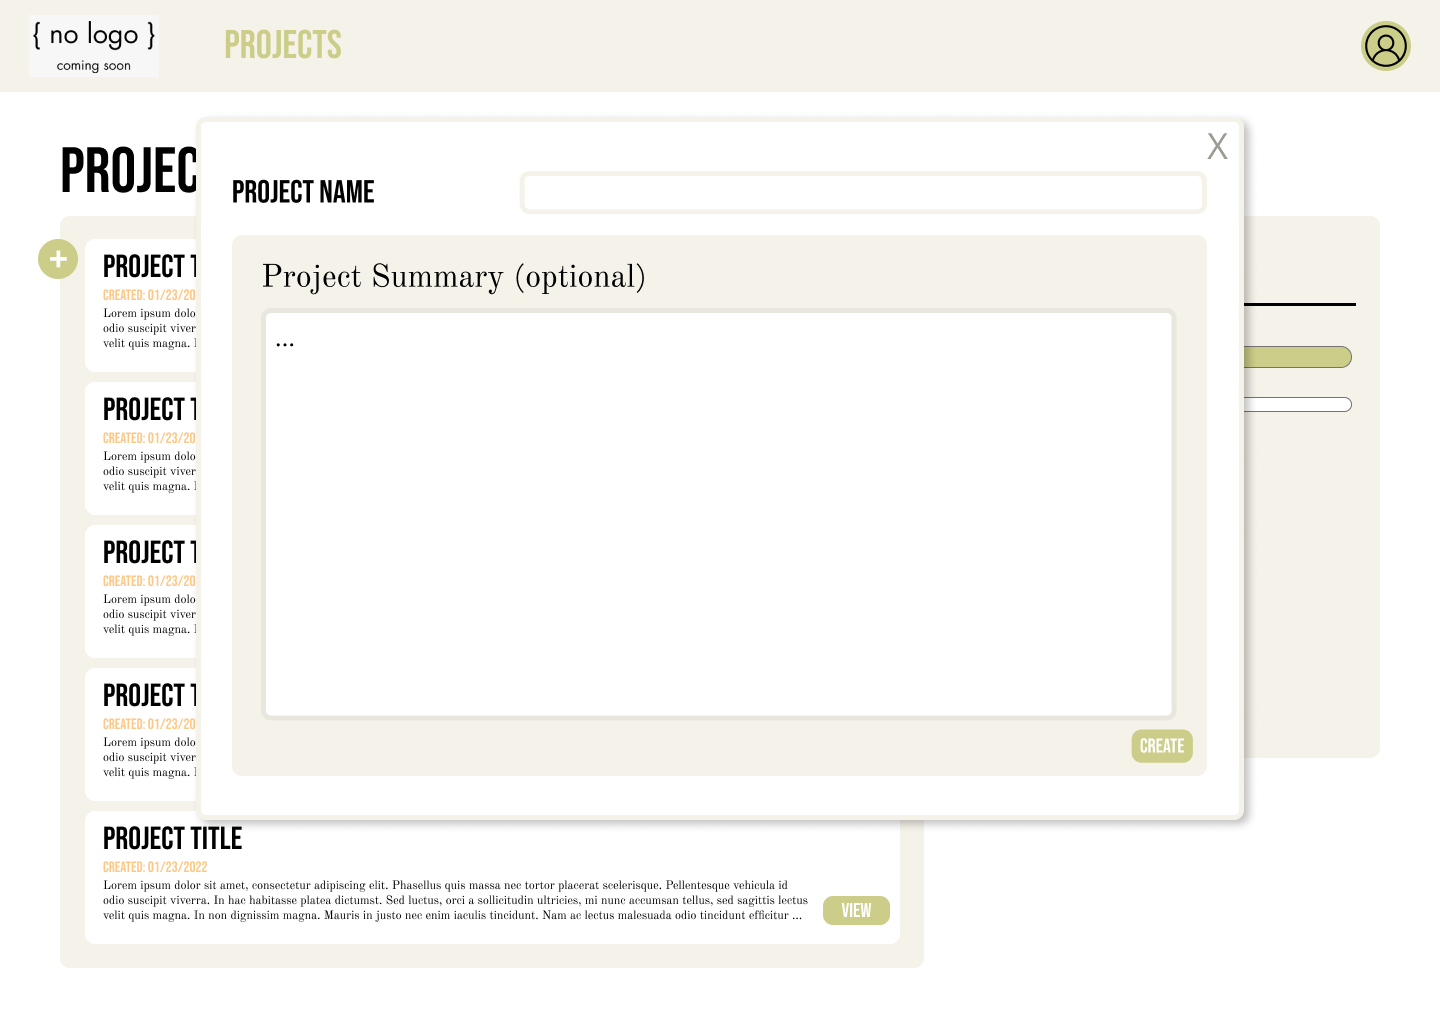 { no logo }
coming soon
PROJECTS
PROJEC
X
PROJECT NAME
Project Summary (optional)
...
CREATE
+
PROJECT T
CREATED: 01/23/20
Lorem ipsum dolo
odio suscipit viver
velit quis magna. I
PROJECT T
CREATED: 01/23/20
Lorem ipsum dolo
odio suscipit viver
velit quis magna. I
PROJECT T
CREATED: 01/23/20
Lorem ipsum dolo
odio suscipit viver
velit quis magna. I
PROJECT T
CREATED: 01/23/20
Lorem ipsum dolo
odio suscipit viver
velit quis magna. I
PROJECT TITLE
CREATED: 01/23/2022
Lorem ipsum dolor sit amet, consectetur adipiscing elit. Phasellus quis massa nec tortor placerat scelerisque. Pellentesque vehicula id
odio suscipit viverra. In hac habitasse platea dictumst. Sed luctus, orci a sollicitudin ultricies, mi nunc accumsan tellus, sed sagittis lectus
velit quis magna. In non dignissim magna. Mauris in justo nec enim iaculis tincidunt. Nam ac lectus malesuada odio tincidunt efficitur ...
VIEW